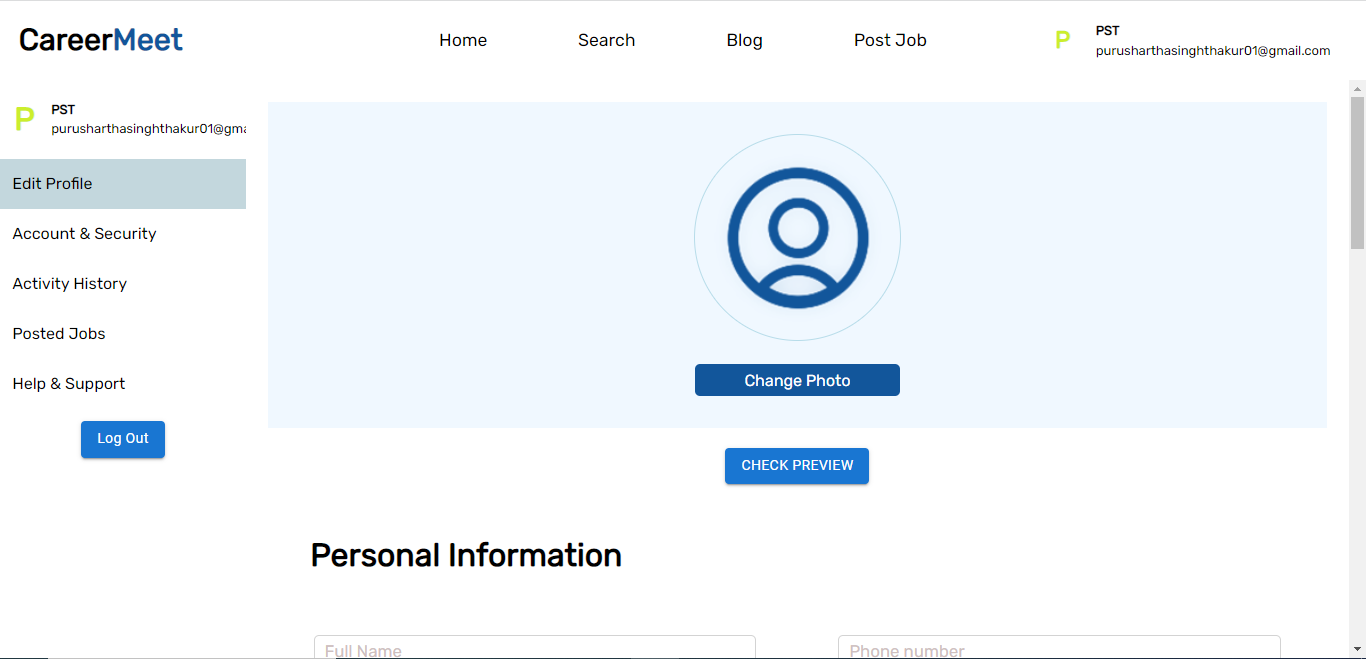 CareerMeet
Home
Search
Blog
Post Job
P
PST
purusharthasinghthakur01@gmail.com
P
PST
purusharthasinghthakur01@gma
Edit Profile
Account & Security
Activity History
Posted Jobs
Help & Support
Log Out
Change Photo
CHECK PREVIEW
Personal Information
Full Name
Phone number